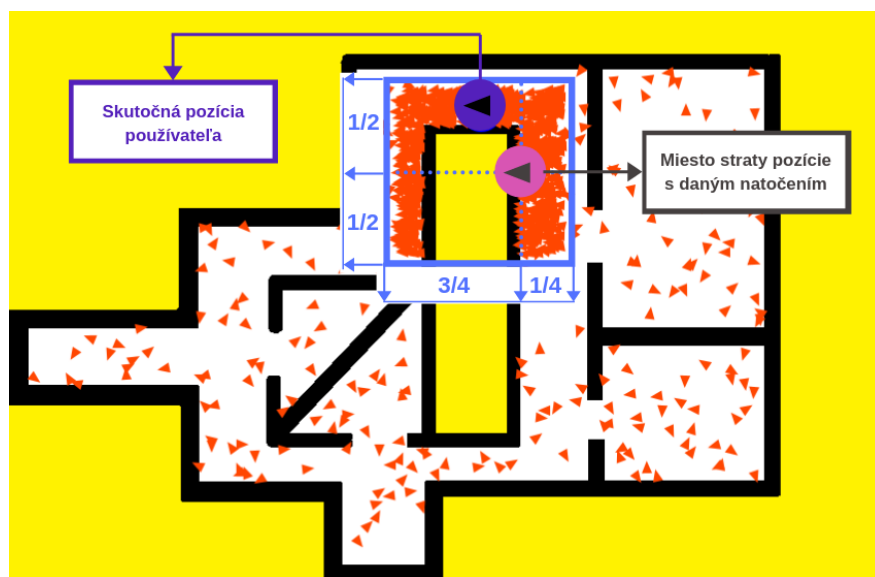 Skutočná pozícia
používateľa
1/2
Miesto straty pozície
s daným natočením
1/2
3/4
1/4